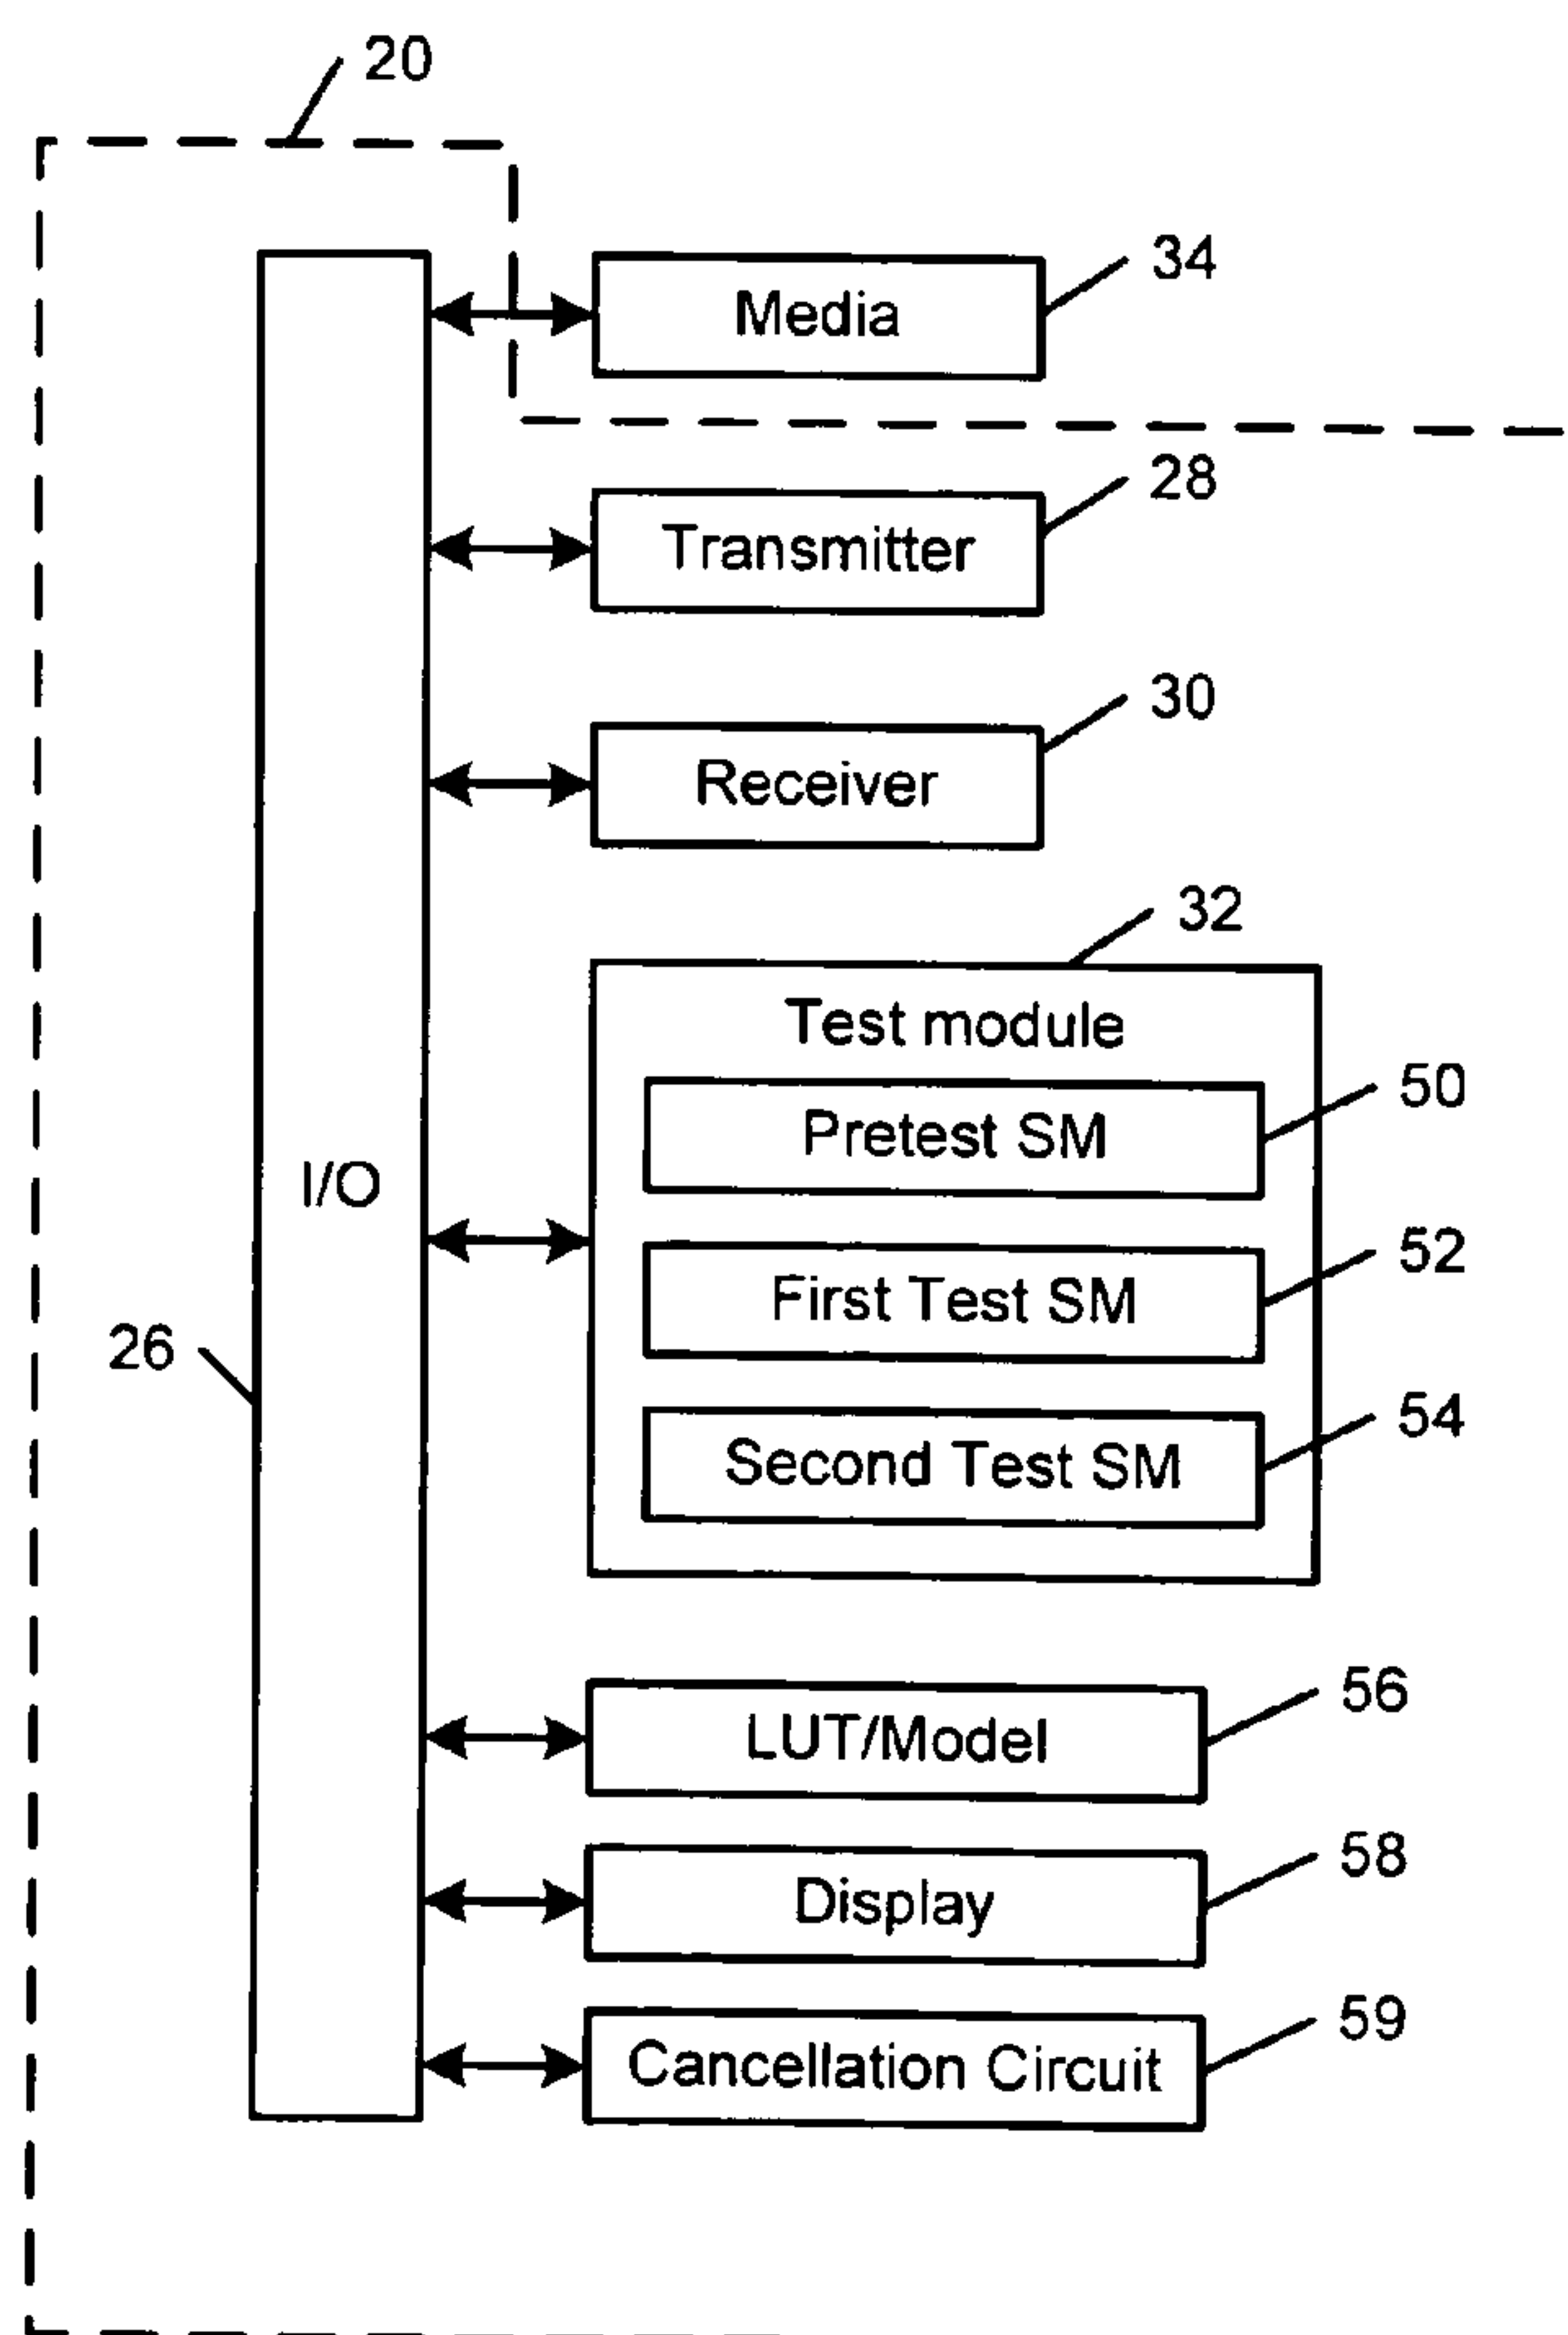 20
34
Media
28
Transmitter
30
Receiver
32
Test module
50
Pretest SM
I/O
52
First Test SM
26
54
Second Test SM
56
LUT/Model
58
Display
59
Cancellation Circuit